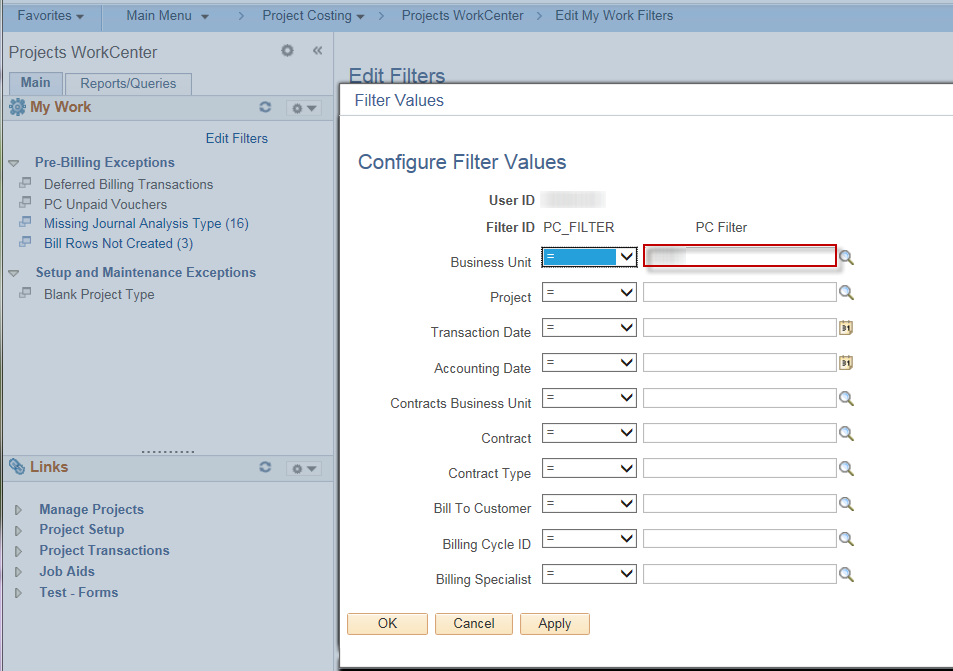 Favorites Main Menu > Project Costing > Projects WorkCenter > Edit My Work Filters
Projects WorkCenter «
Main Reports/Queries
My Work
Edit Filters
Pre-Billing Exceptions
Deferred Billing Transactions
PC Unpaid Vouchers
Missing Journal Analysis Type (16)
Bill Rows Not Created (3)
Setup and Maintenance Exceptions
Blank Project Type
Links
Manage Projects
Project Setup
Project Transactions
Job Aids
Test - Forms
Edit Filters
Filter Values
Configure Filter Values
User ID
Filter ID PC_FILTER PC Filter
Business Unit =
Project =
Transaction Date = 31
Accounting Date = 31
Contracts Business Unit =
Contract =
Contract Type =
Bill To Customer =
Billing Cycle ID =
Billing Specialist =
OK Cancel Apply